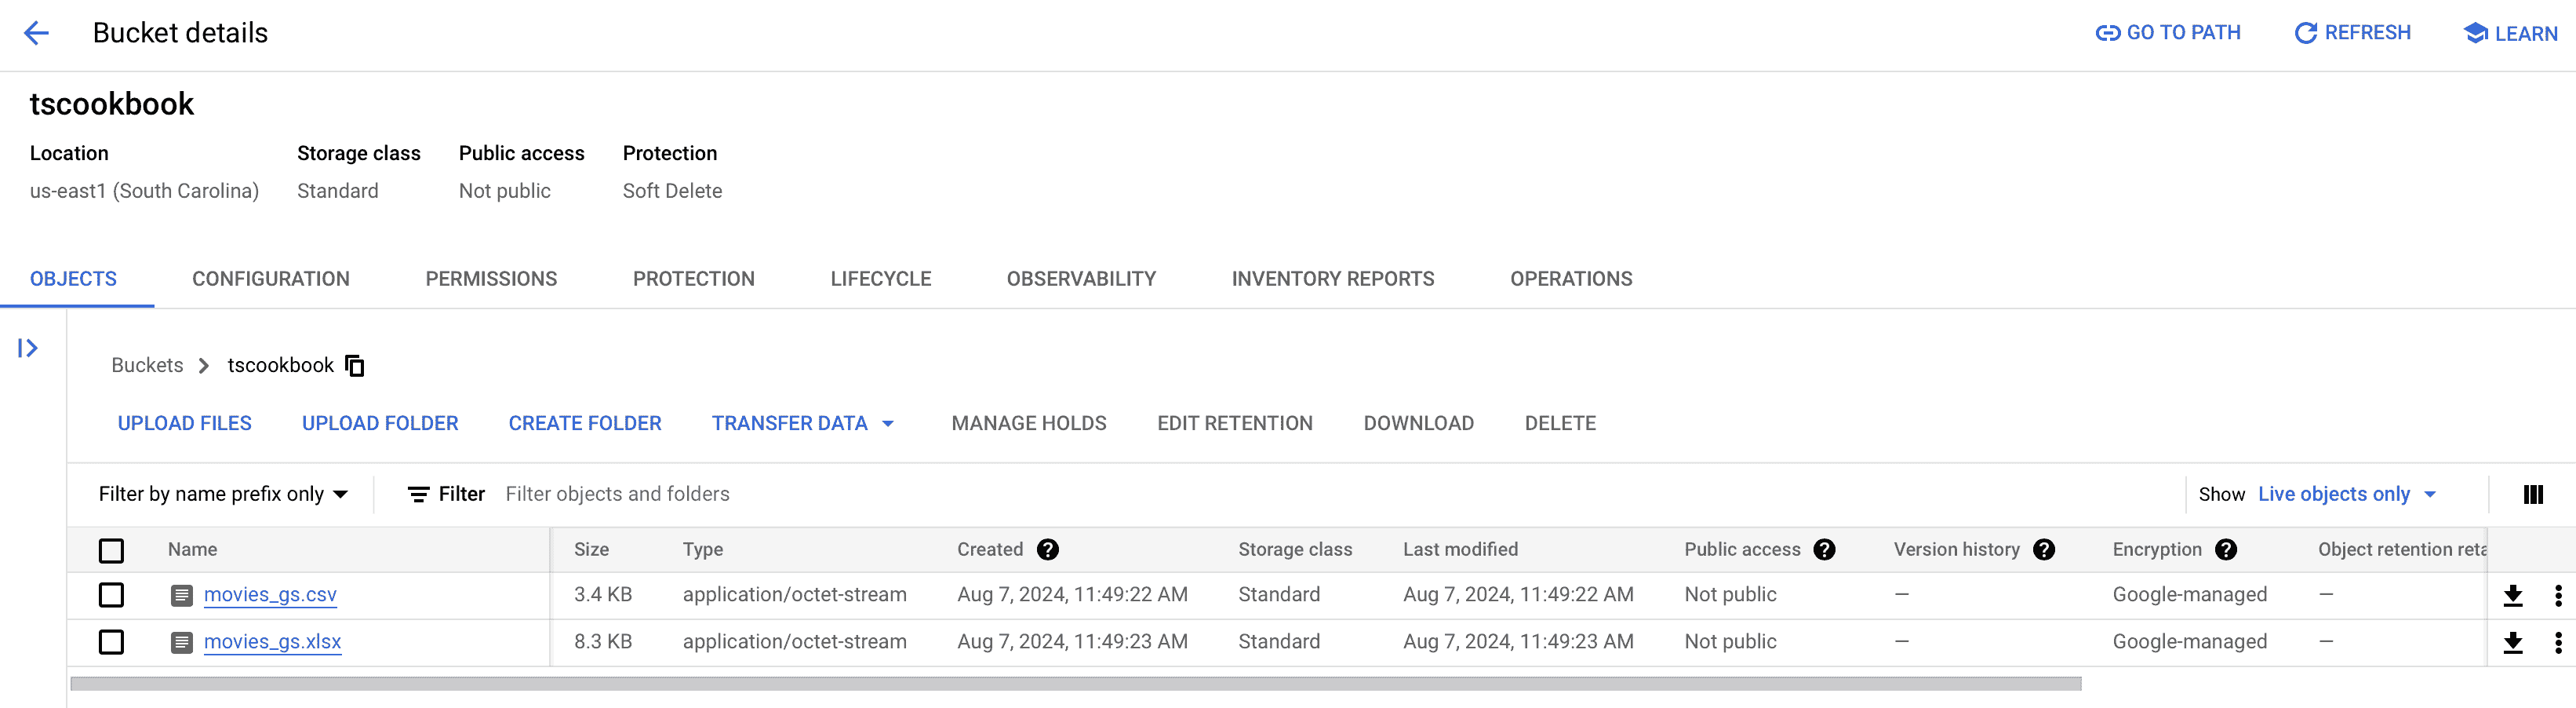 Bucket details GO TO PATH REFRESH LEARN
tscookbook
Location Storage class Public access Protection
us-east1 (South Carolina) Standard Not public Soft Delete
OBJECTS CONFIGURATION PERMISSIONS PROTECTION LIFECYCLE OBSERVABILITY INVENTORY REPORTS OPERATIONS
Buckets > tscookbook
UPLOAD FILES UPLOAD FOLDER CREATE FOLDER TRANSFER DATA MANAGE HOLDS EDIT RETENTION DOWNLOAD DELETE
Filter by name prefix only Filter Filter objects and folders Show Live objects only
Name Size Type Created Storage class Last modified Public access Version history Encryption Object retention reta
movies_gs.csv 3.4 KB application/octet-stream Aug 7, 2024, 11:49:22 AM Standard Aug 7, 2024, 11:49:22 AM Not public — Google-managed —
movies_gs.xlsx 8.3 KB application/octet-stream Aug 7, 2024, 11:49:23 AM Standard Aug 7, 2024, 11:49:23 AM Not public — Google-managed —